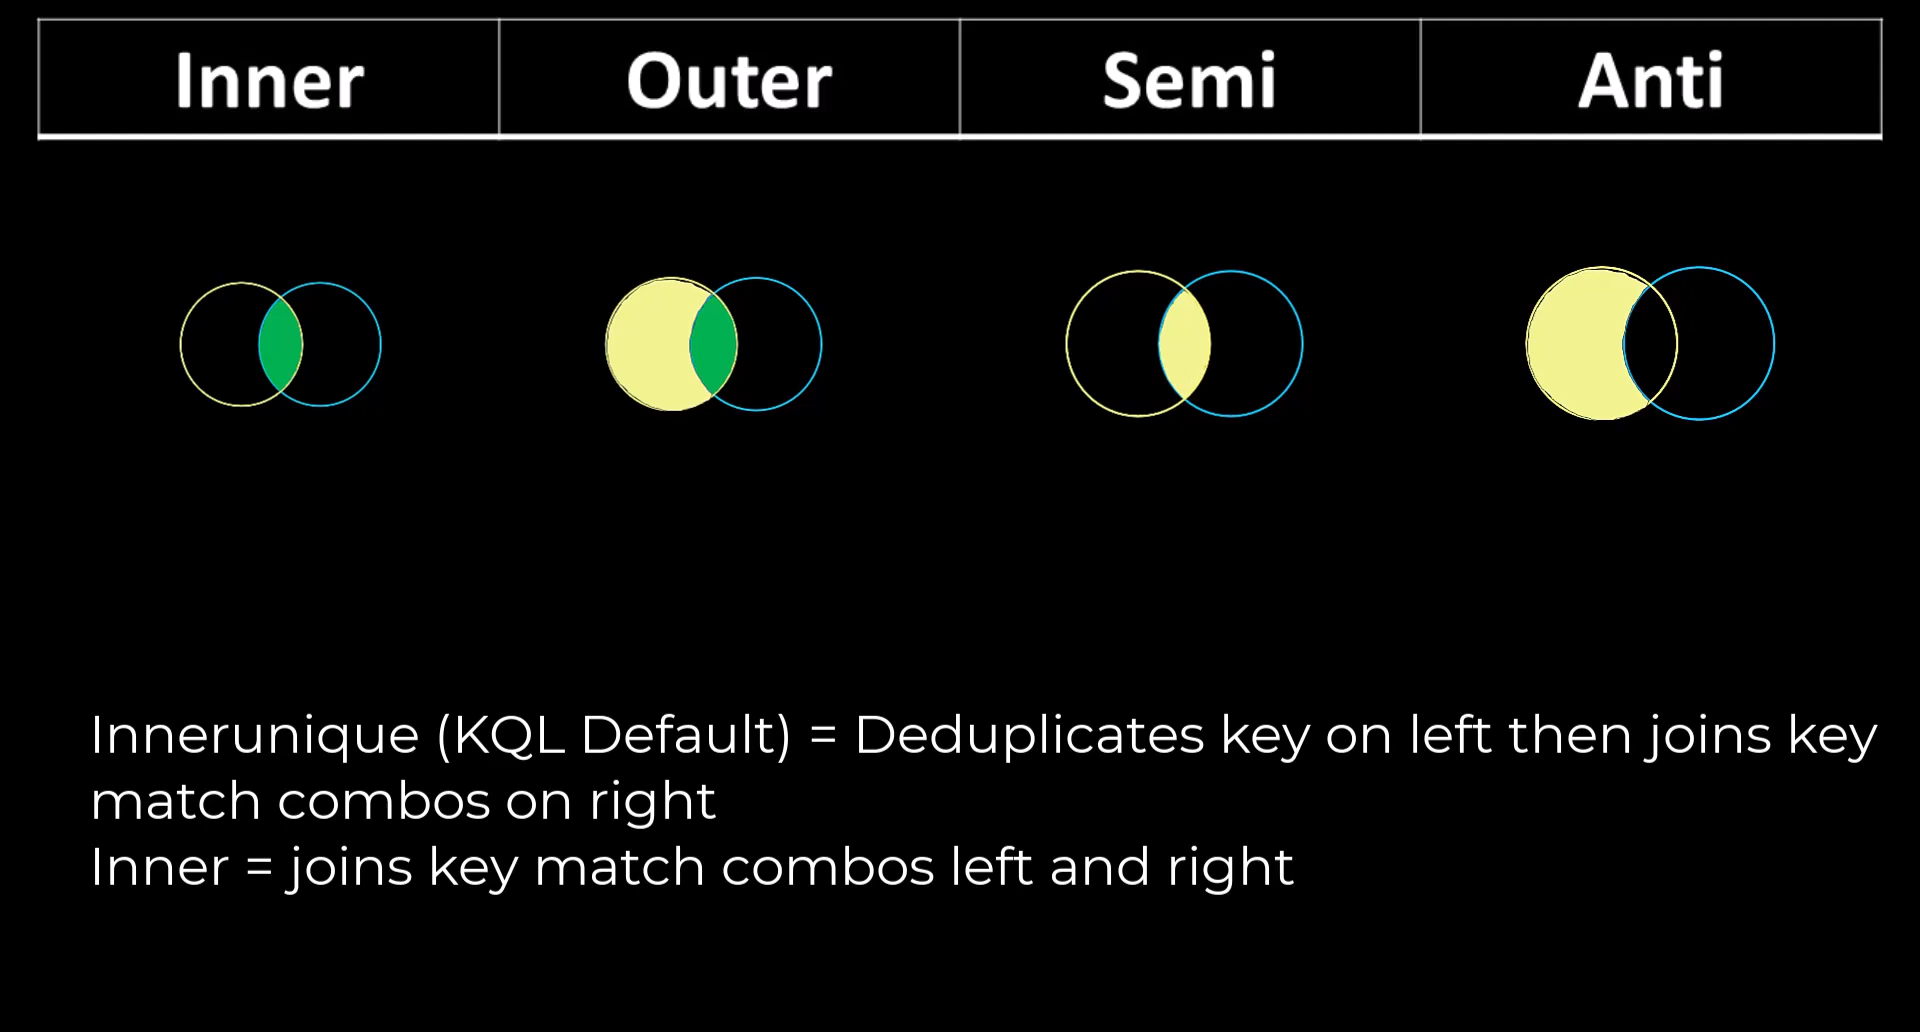 Inner Outer Semi Anti
Innerunique (KQL Default) = Deduplicates key on left then joins key
match combos on right
Inner = joins key match combos left and right